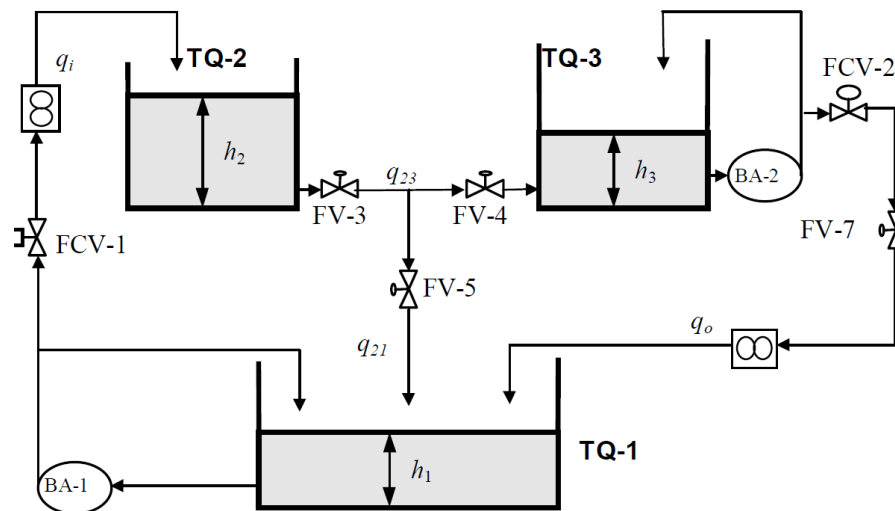 TQ-2
TQ-3
FCV-2
q_i
h_2
q_23
h_3
BA-2
FV-3
FV-4
FV-7
FCV-1
FV-5
q_21
q_o
TQ-1
h_1
BA-1